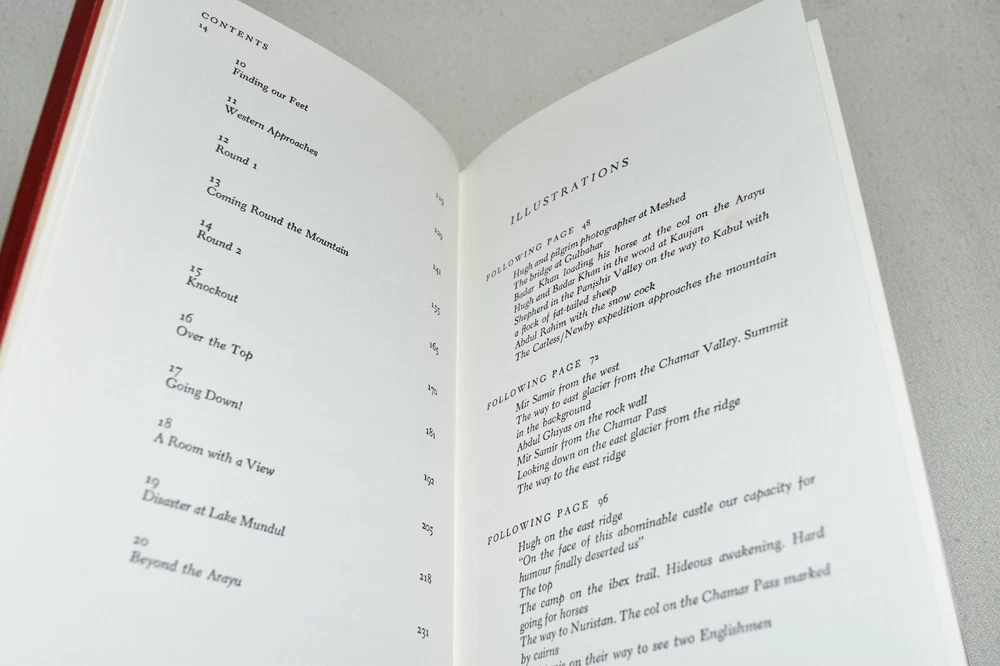 CONTENTS
14
10
Finding our Feet
119
11
Western Approaches
129
12
Round 1
141
13
Coming Round the Mountain
155
14
Round 2
165
15
Knockout
170
16
Over the Top
181
17
Going Down!
192
18
A Room with a View
205
19
Disaster at Lake Mundul
218
20
Beyond the Arayu
231
ILLUSTRATIONS
FOLLOWING PAGE 48
Hugh and pilgrim photographer at Meshed
The bridge at Gulbahar
Badar Khan loading his horse at the col on the Arayu
Hugh and Badar Khan in the wood at Kaujan
Shepherd in the Panjshir Valley on the way to Kabul with
a flock of fat-tailed sheep
Abdul Rahim with the snow cock
The Carless/Newby expedition approaches the mountain
FOLLOWING PAGE 72
Mir Samir from the west
The way to east glacier from the Chamar Valley. Summit
in the background
Abdul Ghiyas on the rock wall
Mir Samir from the Chamar Pass
Looking down on the east glacier from the ridge
The way to the east ridge
FOLLOWING PAGE 96
Hugh on the east ridge
"On the face of this abominable castle our capacity for
humour finally deserted us"
The top
The camp on the ibex trail. Hideous awakening. Hard
going for horses
The way to Nuristan. The col on the Chamar Pass marked
by cairns
on their way to see two Englishmen